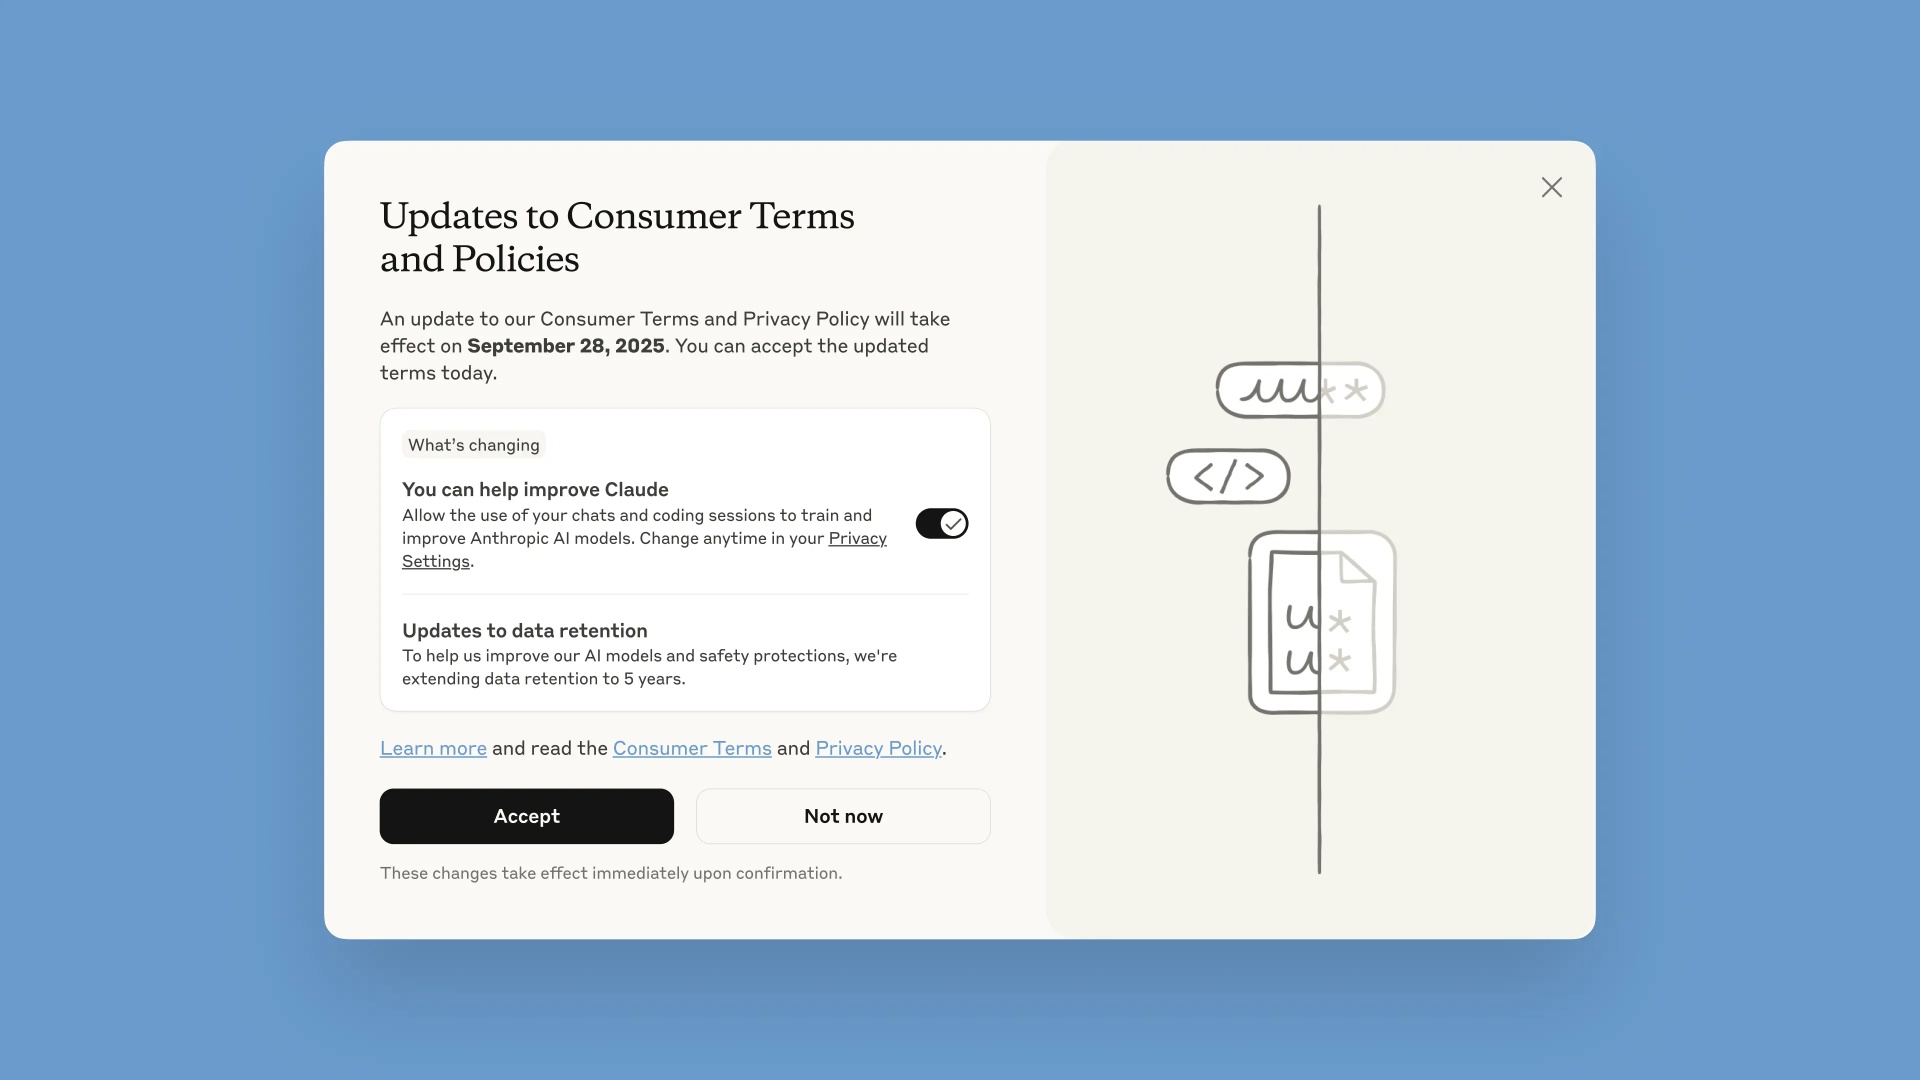 Updates to Consumer Terms
and Policies
An update to our Consumer Terms and Privacy Policy will take
effect on September 28, 2025. You can accept the updated
terms today.
What's changing
You can help improve Claude
Allow the use of your chats and coding sessions to train and
improve Anthropic AI models. Change anytime in your Privacy
Settings.
Updates to data retention
To help us improve our AI models and safety protections, we're
extending data retention to 5 years.
Learn more and read the Consumer Terms and Privacy Policy.
Accept
Not now
These changes take effect immediately upon confirmation.